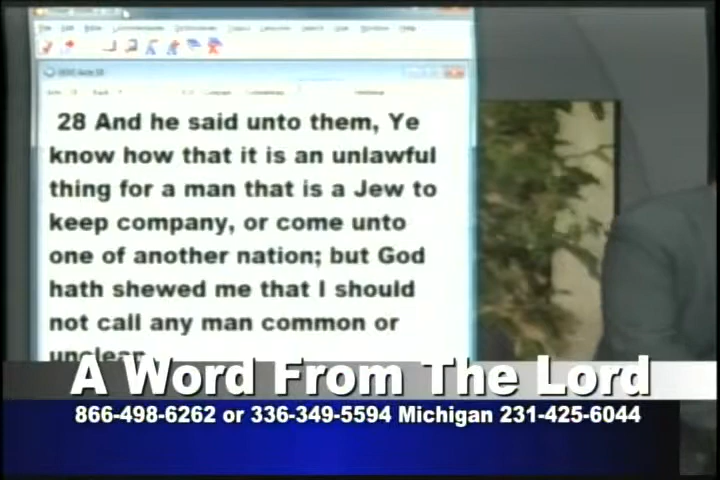 28 And he said unto them, Ye
know how that it is an unlawful
thing for a man that is a Jew to
keep company, or come unto
one of another nation; but God
hath shewed me that I should
not call any man common or
unclean.
A Word From The Lord
866-498-6262 or 336-349-5594 Michigan 231-425-6044